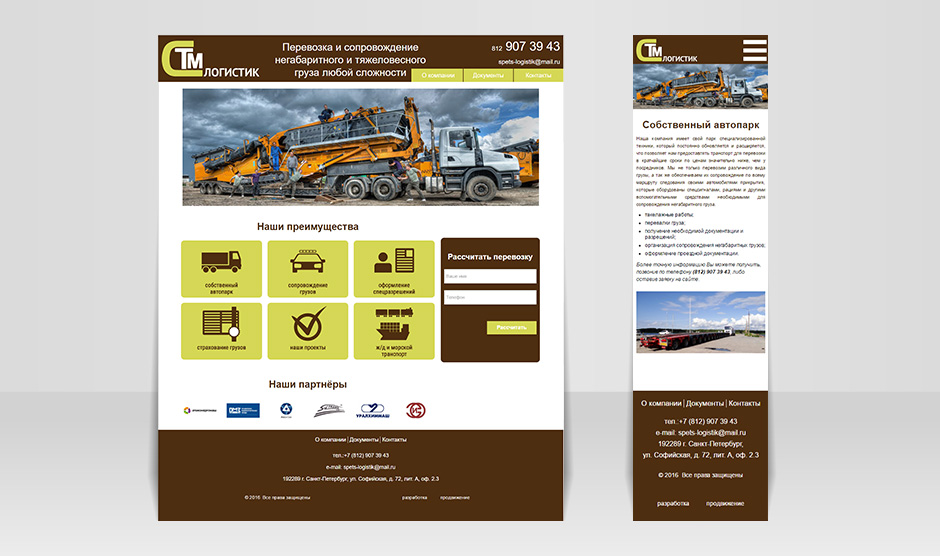 СТМ
ЛОГИСТИК
Перевозка и сопровождение
негабаритного и тяжеловесного
груза любой сложности
812 907 39 43
spets-logistik@mail.ru
О компании
Документы
Контакты
Наши преимущества
собственный
автопарк
сопровождение
грузов
оформление
спецразрешений
страхование грузов
наши проекты
ж/д и морской
транспорт
Рассчитать перевозку
Ваше имя
Телефон
Рассчитать
Наши партнёры
УРАЛХИММАШ
О компании Документы Контакты
тел.:+7 (812) 907 39 43
e-mail: spets-logistik@mail.ru
192289 г. Санкт-Петербург, ул. Софийская, д. 72, лит. А, оф. 2.3
© 2016 Все права защищены
разработка
продвижение
СТМ
ЛОГИСТИК
Собственный автопарк
Наша компания имеет свой парк специализированной
техники, который постоянно обновляется и расширяется,
что позволяет нам предоставлять транспорт для перевозки
в кратчайшие сроки по ценам значительно ниже, чем у
посредников. Мы не только перевозим различного вида
грузы, а так же обеспечиваем их сопровождение по всему
маршруту следования своими автомобилями прикрытия,
которые оборудованы спецсигналами, рациями и другими
вспомогательными средствами необходимыми для
сопровождения негабаритного груза.
• такелажные работы;
• перевалки груза;
• получение необходимой документации и
разрешений;
• организация сопровождения негабаритных грузов;
• оформление проездной документации.
Более точную информацию Вы можете получить,
позвонив по телефону (812) 907 39 43, либо
оставив заявку на сайте.
О компании Документы Контакты
тел.:+7 (812) 907 39 43
e-mail: spets-logistik@mail.ru
192289 г. Санкт-Петербург,
ул. Софийская, д. 72, лит. А, оф. 2.3
© 2016 Все права защищены
разработка
продвижение